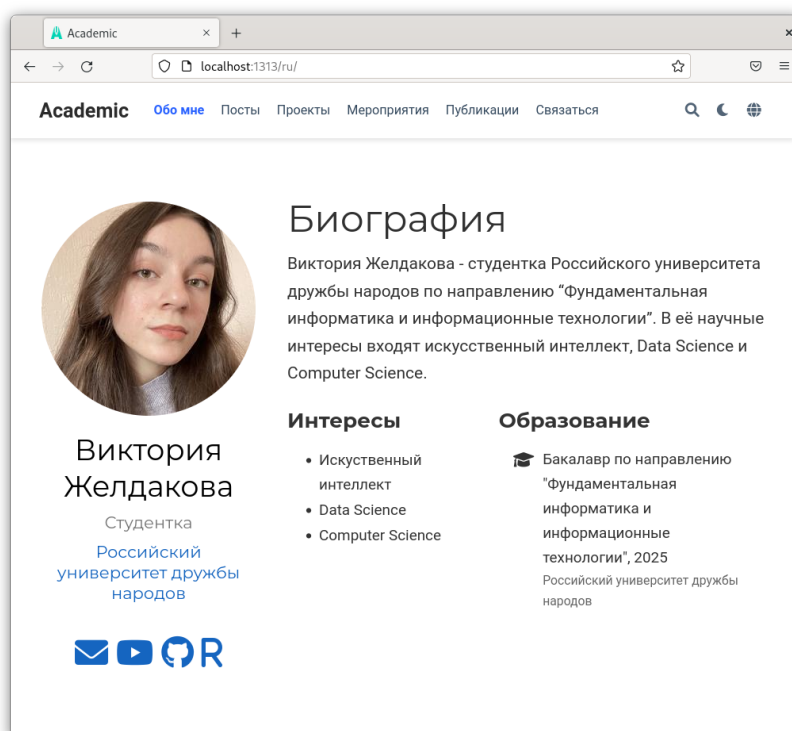 Academic
localhost:1313/ru/
Academic Обо мне Посты Проекты Мероприятия Публикации Связаться
Биография
Виктория Желдакова - студентка Российского университета
дружбы народов по направлению “Фундаментальная
информатика и информационные технологии”. В её научные
интересы входят искусственный интеллект, Data Science и
Computer Science.
Виктория
Желдакова
Студентка
Российский
университет дружбы
народов
R
Интересы
Искуственный
интеллект
Data Science
Computer Science
Образование
Бакалавр по направлению
"Фундаментальная
информатика и
информационные
технологии", 2025
Российский университет дружбы
народов